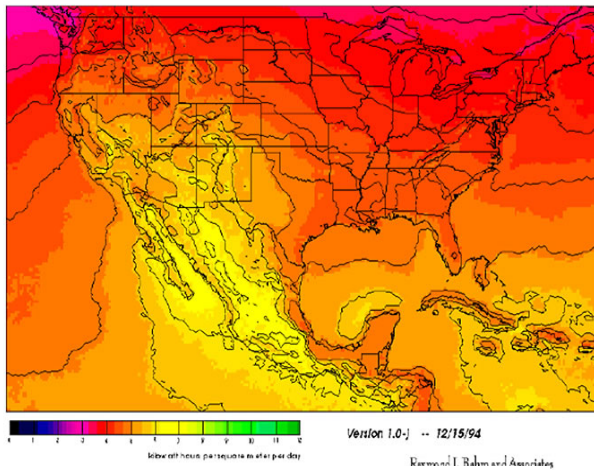 0 1 2 3 4 5 6 7 8 9 10 11 12
Version 1.0-j -- 12/15/94
kilowatt hours per square meter per day
Raymond J. Bahm and Associates